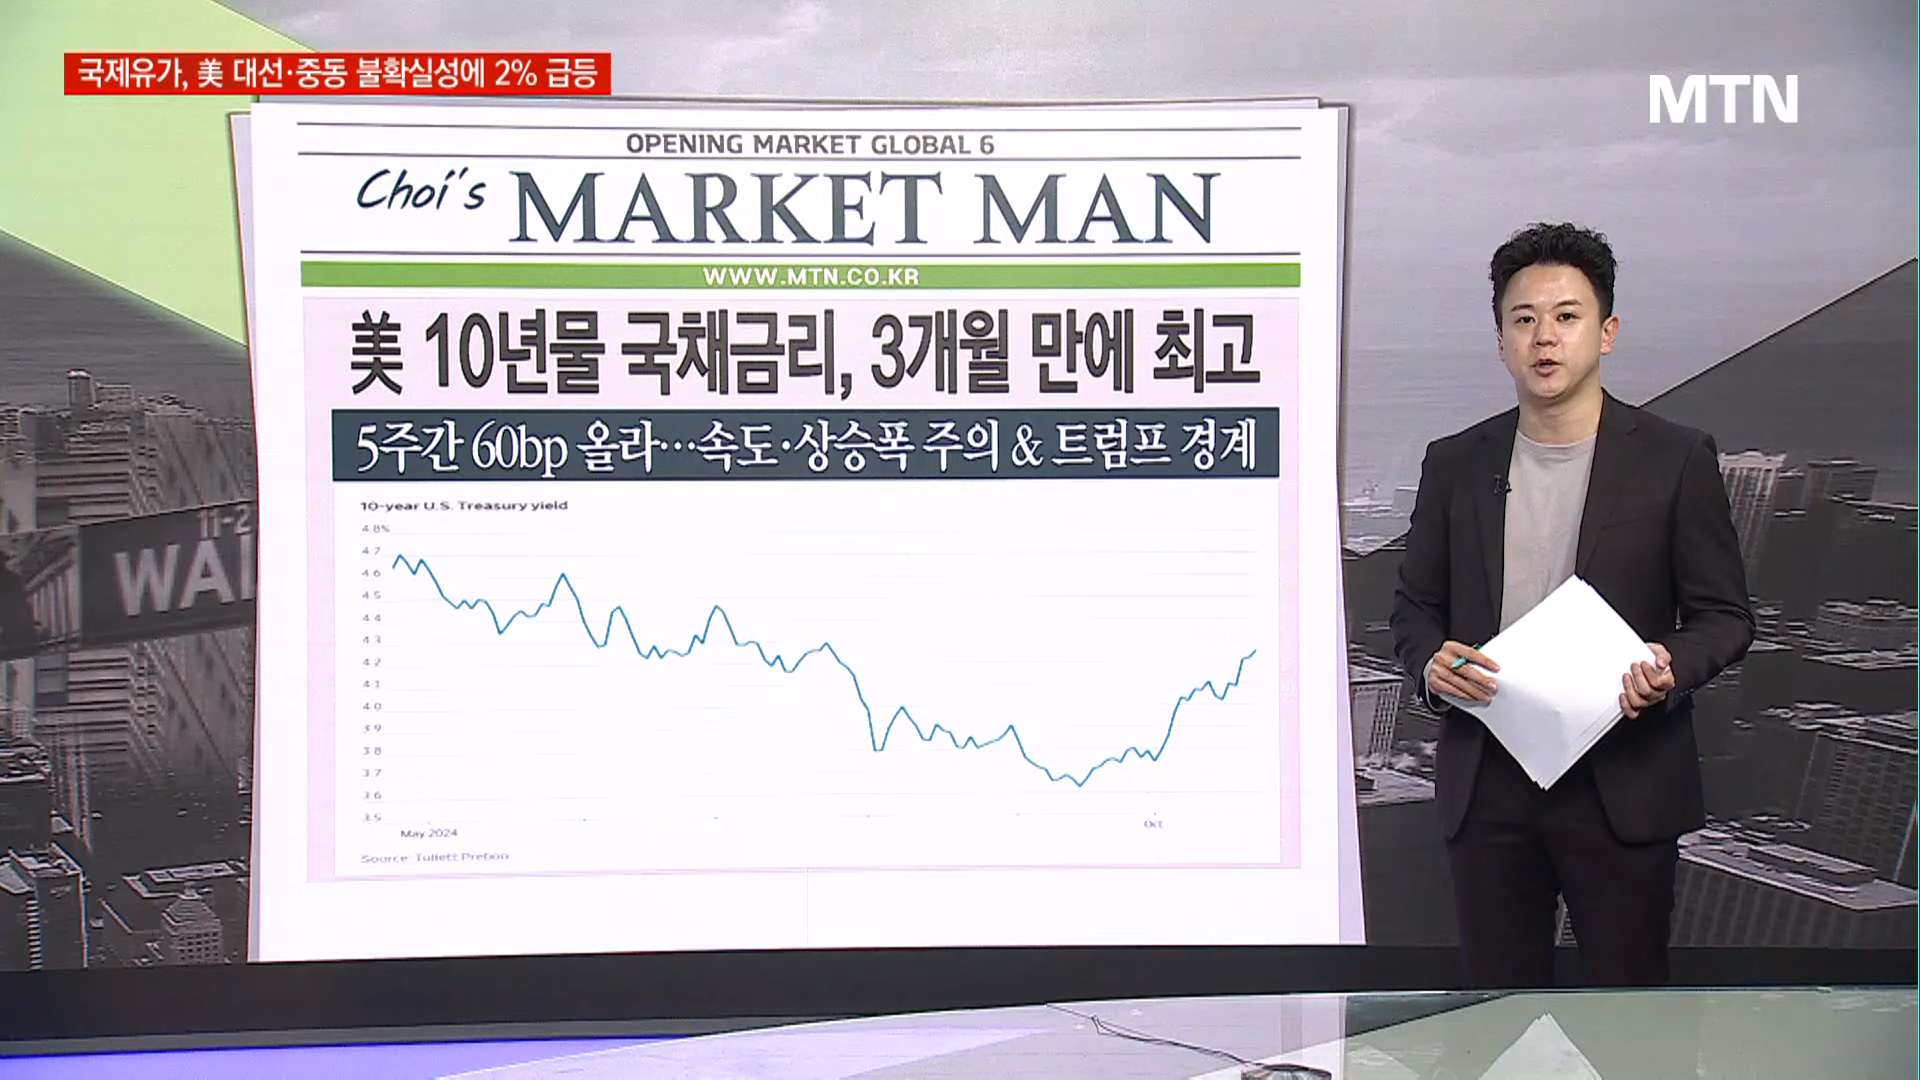 국제유가, 美 대선·중동 불확실성에 2% 급등
MTN
OPENING MARKET GLOBAL 6
Choi's MARKET MAN
WWW.MTN.CO.KR
美 10년물 국채금리, 3개월 만에 최고
5주간 60bp 올라…속도·상승폭 주의 & 트럼프 경계
10-year U.S. Treasury yield
4.8%
4.7
4.6
4.5
4.4
4.3
4.2
4.1
4.0
3.9
3.8
3.7
3.6
3.5
May 2024
Oct.
Source: Tullett Prebon
11-2
WAL